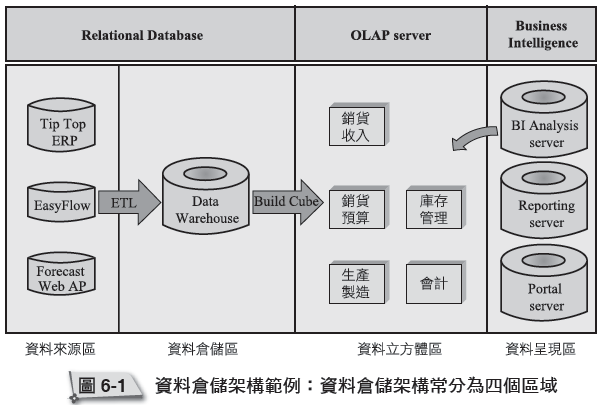 Relational Database
OLAP server
Business
Intelligence
Tip Top
ERP
EasyFlow
Forecast
Web AP
ETL
Data
Warehouse
Build Cube
銷貨
收入
銷貨
預算
庫存
管理
生產
製造
會計
BI Analysis
server
Reporting
server
Portal
server
資料來源區
資料倉儲區
資料立方體區
資料呈現區
圖 6-1 資料倉儲架構範例：資料倉儲架構常分為四個區域